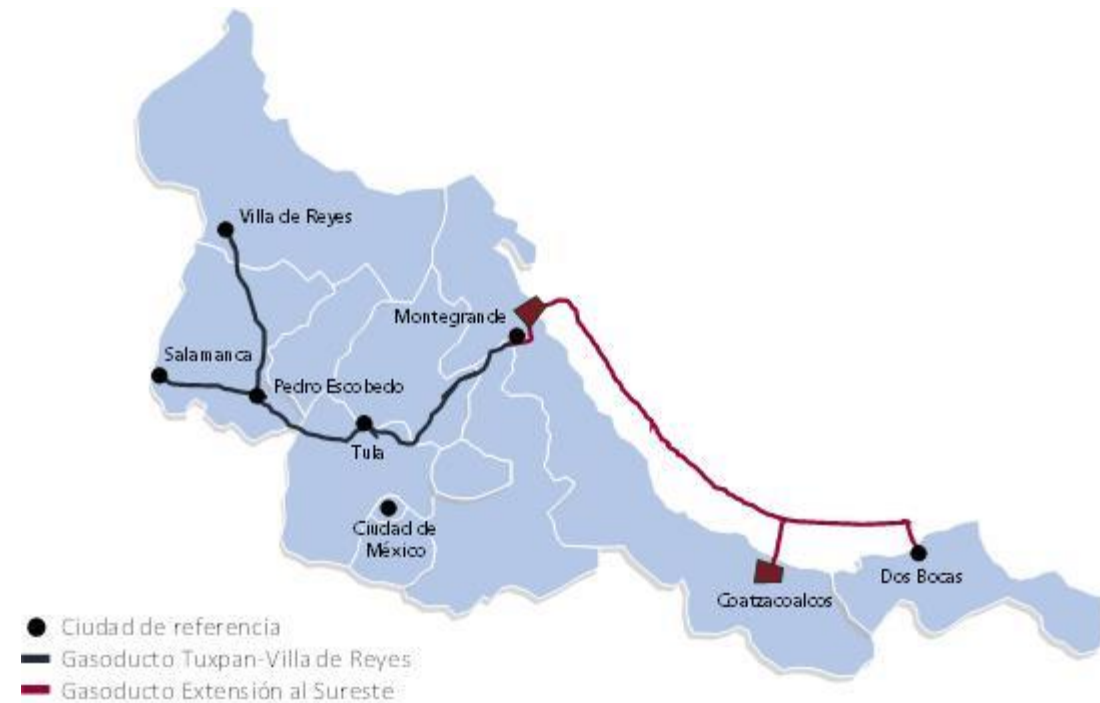 Villa de Reyes
Montegrande
Salamanca
Pedro Escobedo
Tula
Ciudad de
México
Dos Bocas
Coatzacoalcos
Ciudad de referencia
Gasoducto Tuxpan-Villa de Reyes
Gasoducto Extensión al Sureste